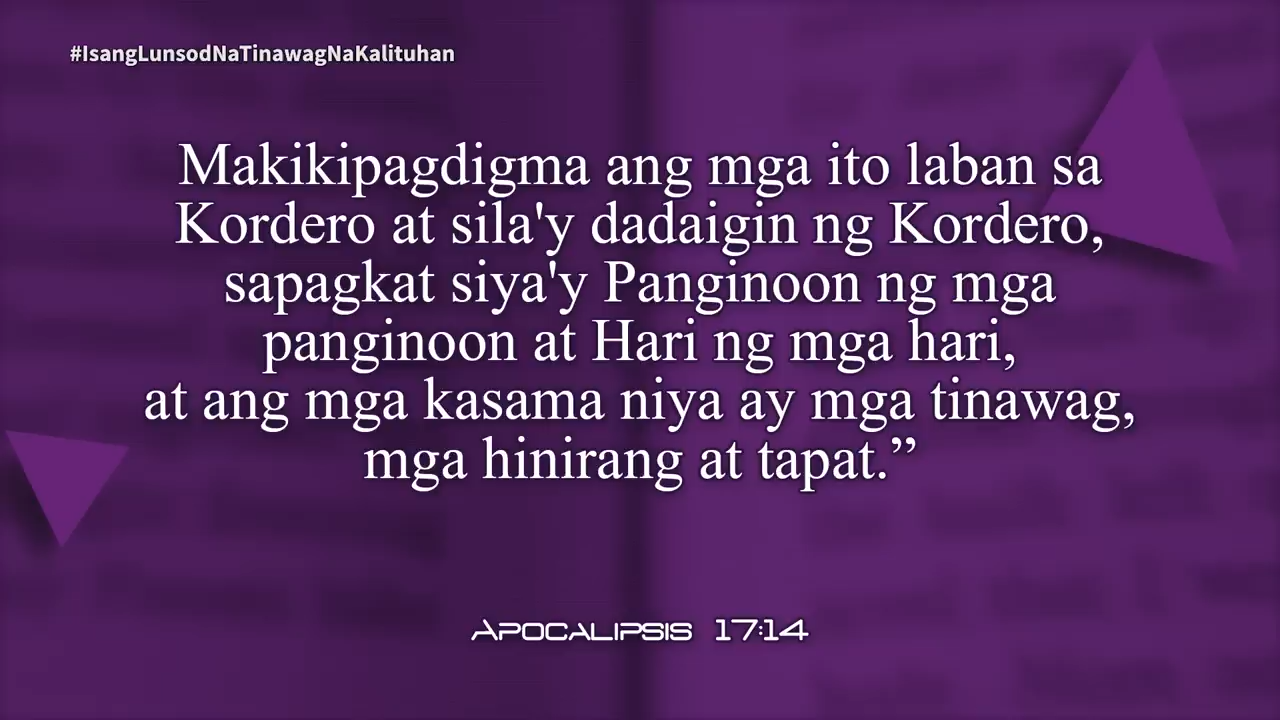 #IsangLunsodNaTinawagNaKalituhan
Makikipagdigma ang mga ito laban sa
Kordero at sila'y dadaigin ng Kordero,
sapagkat siya'y Panginoon ng mga
panginoon at Hari ng mga hari,
at ang mga kasama niya ay mga tinawag,
mga hinirang at tapat.”
Apocalipsis 17:14